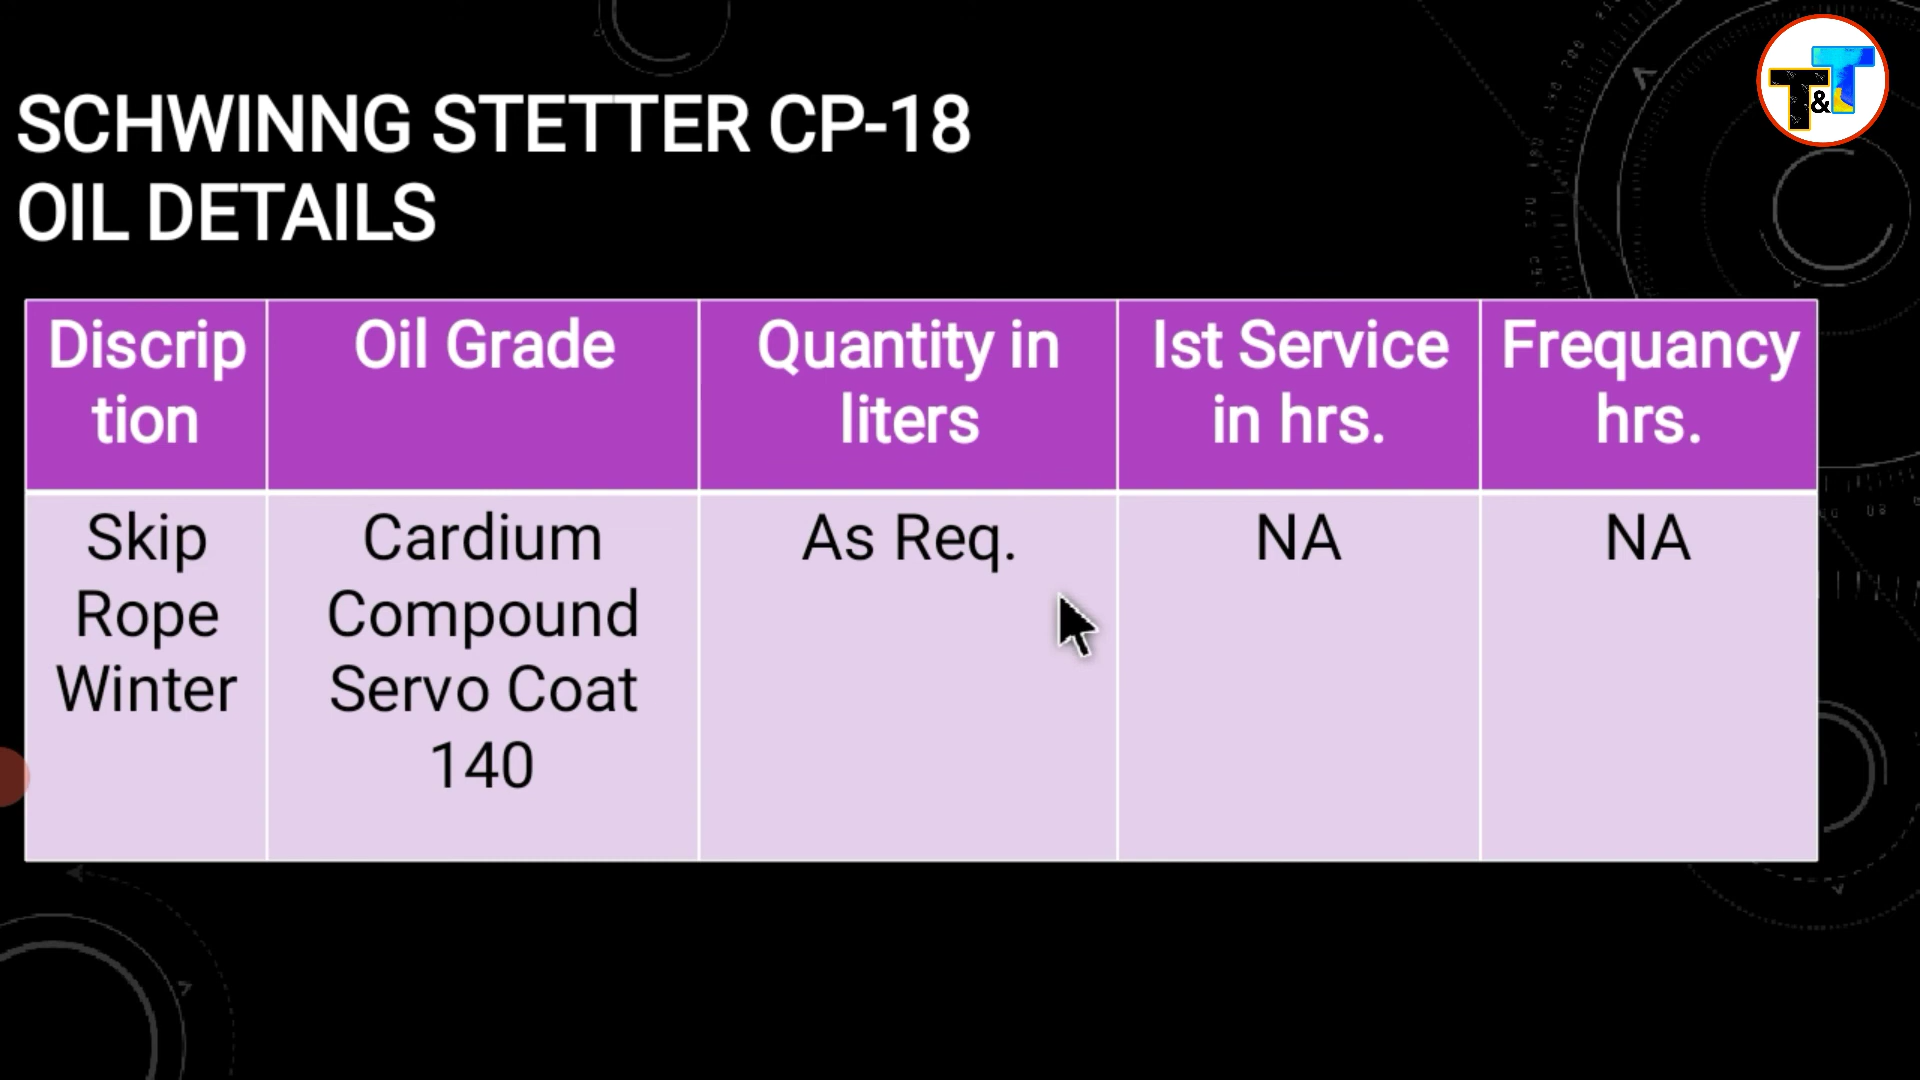 SCHWINNG STETTER CP-18
OIL DETAILS
T&T
Discrip
tion
Oil Grade
Quantity in
liters
Ist Service
in hrs.
Frequancy
hrs.
Skip
Rope
Winter
Cardium
Compound
Servo Coat
140
As Req.
NA
NA